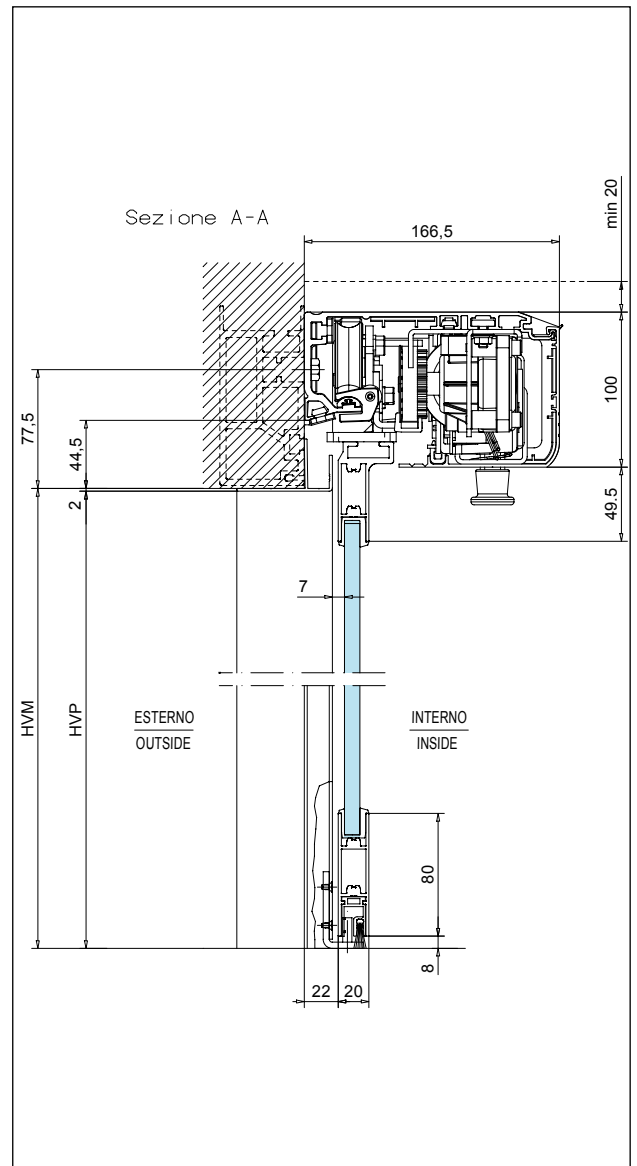 Sezione A-A
166,5
min 20
100
77,5
44,5
2
49.5
7
HVM
HVP
ESTERNO
OUTSIDE
INTERNO
INSIDE
80
8
22
20